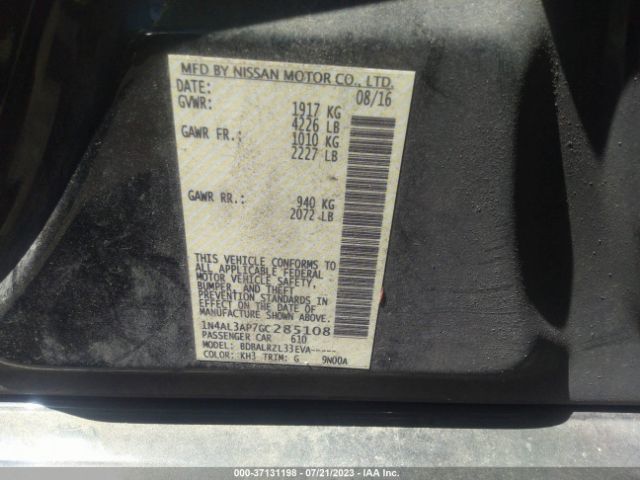 MFD BY NISSAN MOTOR CO., LTD.
DATE: 08/16
GVWR: 1917 KG
4226 LB
GAWR FR.: 1010 KG
2227 LB
GAWR RR.: 940 KG
2072 LB
THIS VEHICLE CONFORMS TO
ALL APPLICABLE FEDERAL
MOTOR VEHICLE SAFETY,
BUMPER, AND THEFT
PREVENTION STANDARDS IN
EFFECT ON THE DATE OF
MANUFACTURE SHOWN ABOVE.
1N4AL3AP7GC285108
PASSENGER CAR 610
MODEL: BDBALRZL33EVA-----
COLOR: KH3 TRIM: G 9N00A
000-37131198 - 07/21/2023 - IAA Inc.